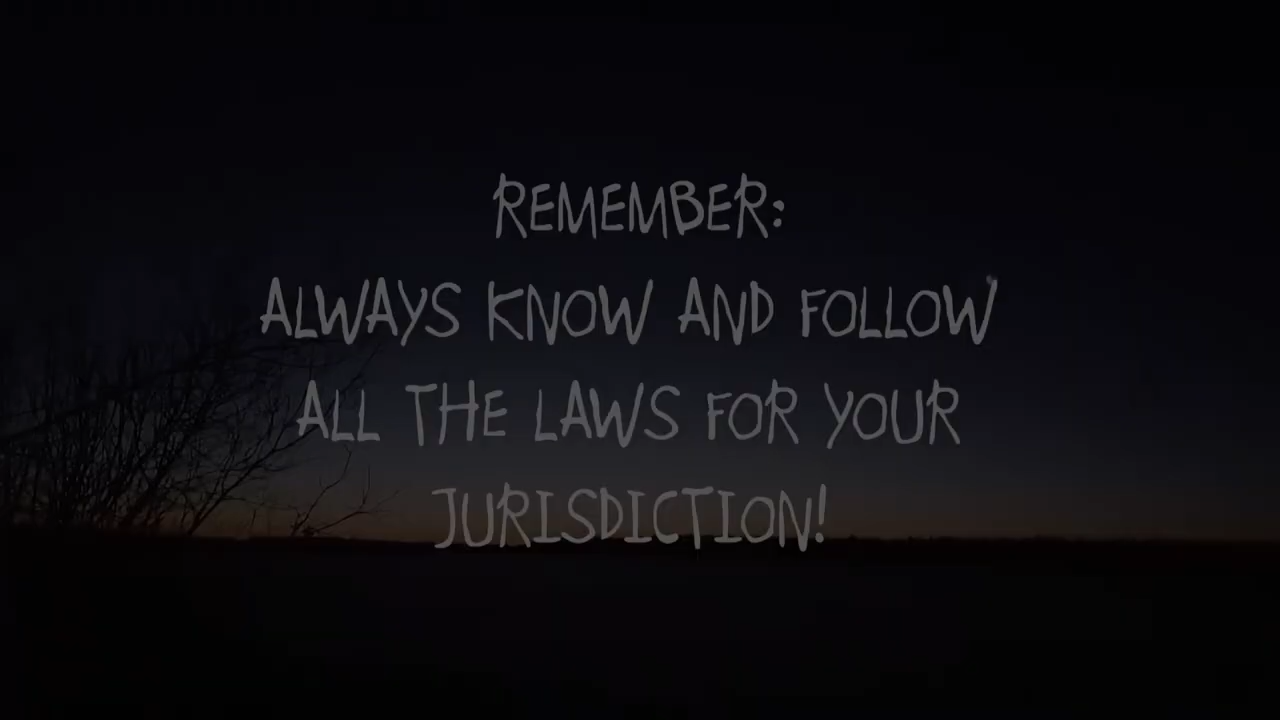 REMEMBER:
ALWAYS KNOW AND FOLLOW
ALL THE LAWS FOR YOUR
JURISDICTION!